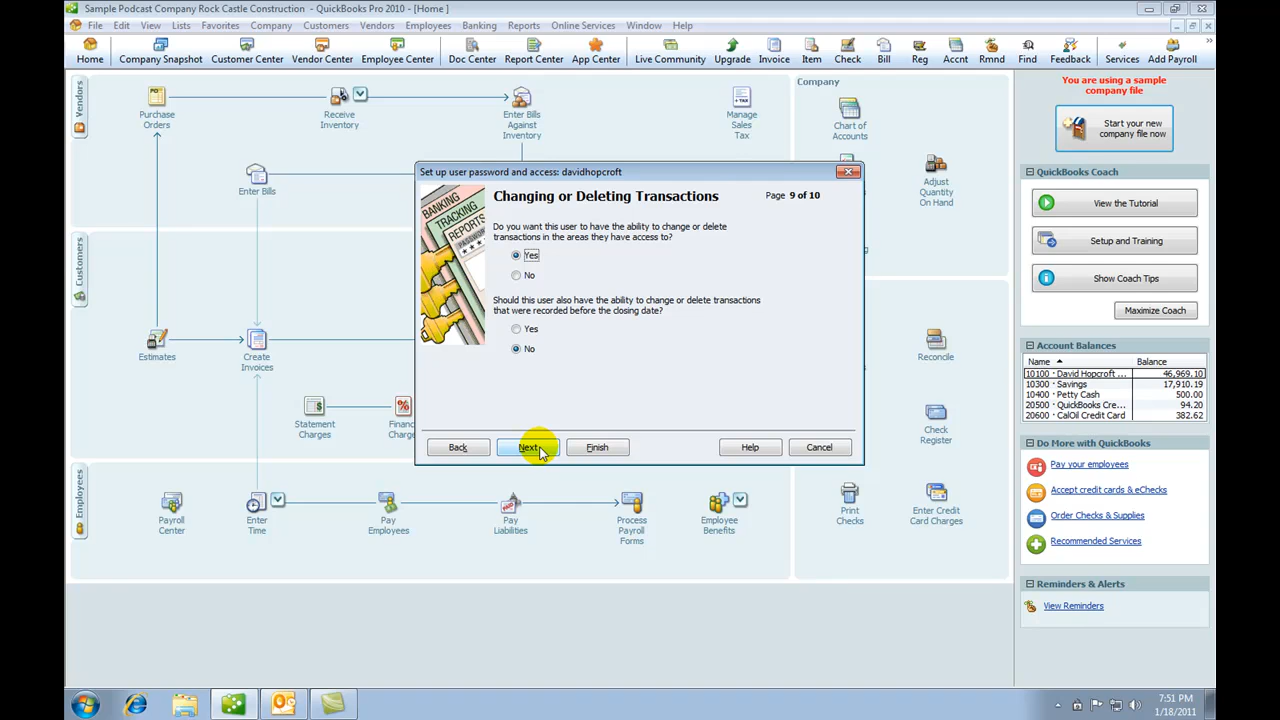 Sample Podcast Company Rock Castle Construction - QuickBooks Pro 2010 - [Home ]
File Edit View Lists Favorites Company Customers Vendors Employees Banking Reports Online Services Window Help
Home Company Snapshot Customer Center Vendor Center Employee Center Doc Center Report Center App Center Live Community Upgrade Invoice Item Check Bill Reg Accnt Rmnd Find Feedback Services Add Payroll
Vendors
Purchase
Orders
Receive
Inventory
Enter Bills
Against
Inventory
Manage
Sales
Tax
Enter Bills
Customers
Estimates
Create
Invoices
Statement
Charges
Financ
Charge
Employees
Payroll
Center
Enter
Time
Pay
Employees
Pay
Liabilities
Process
Payroll
Forms
Employee
Benefits
Company
Chart of
Accounts
Adjust
Quantity
On Hand
Reconcile
Check
Register
Print
Checks
Enter Credit
Card Charges
Set up user password and access: davidhopcroft
BANKING
TRACKING
REPORTS
Changing or Deleting Transactions
Page 9 of 10
Do you want this user to have the ability to change or delete
transactions in the areas they have access to?
Yes
No
Should this user also have the ability to change or delete transactions
that were recorded before the closing date?
Yes
No
Back Next Finish Help Cancel
You are using a sample
company file
Start your new
company file now
QuickBooks Coach
View the Tutorial
Setup and Training
Show Coach Tips
Maximize Coach
Account Balances
Name Balance
10100 · David Hopcroft ... 46,969.10
10300 · Savings 17,910.19
10400 · Petty Cash 500.00
20500 · QuickBooks Cre... 94.20
20600 · CalOil Credit Card 382.62
Do More with QuickBooks
Pay your employees
Accept credit cards & eChecks
Order Checks & Supplies
Recommended Services
Reminders & Alerts
View Reminders
7:51 PM
1/18/2011